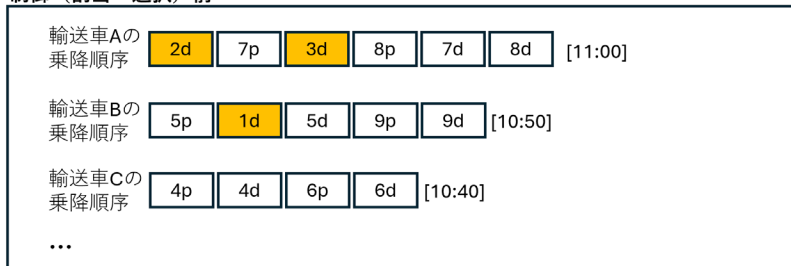 輸送車Aの
乗降順序
2d 7p 3d 8p 7d 8d [11:00]
輸送車Bの
乗降順序
5p 1d 5d 9p 9d [10:50]
輸送車Cの
乗降順序
4p 4d 6p 6d [10:40]
...